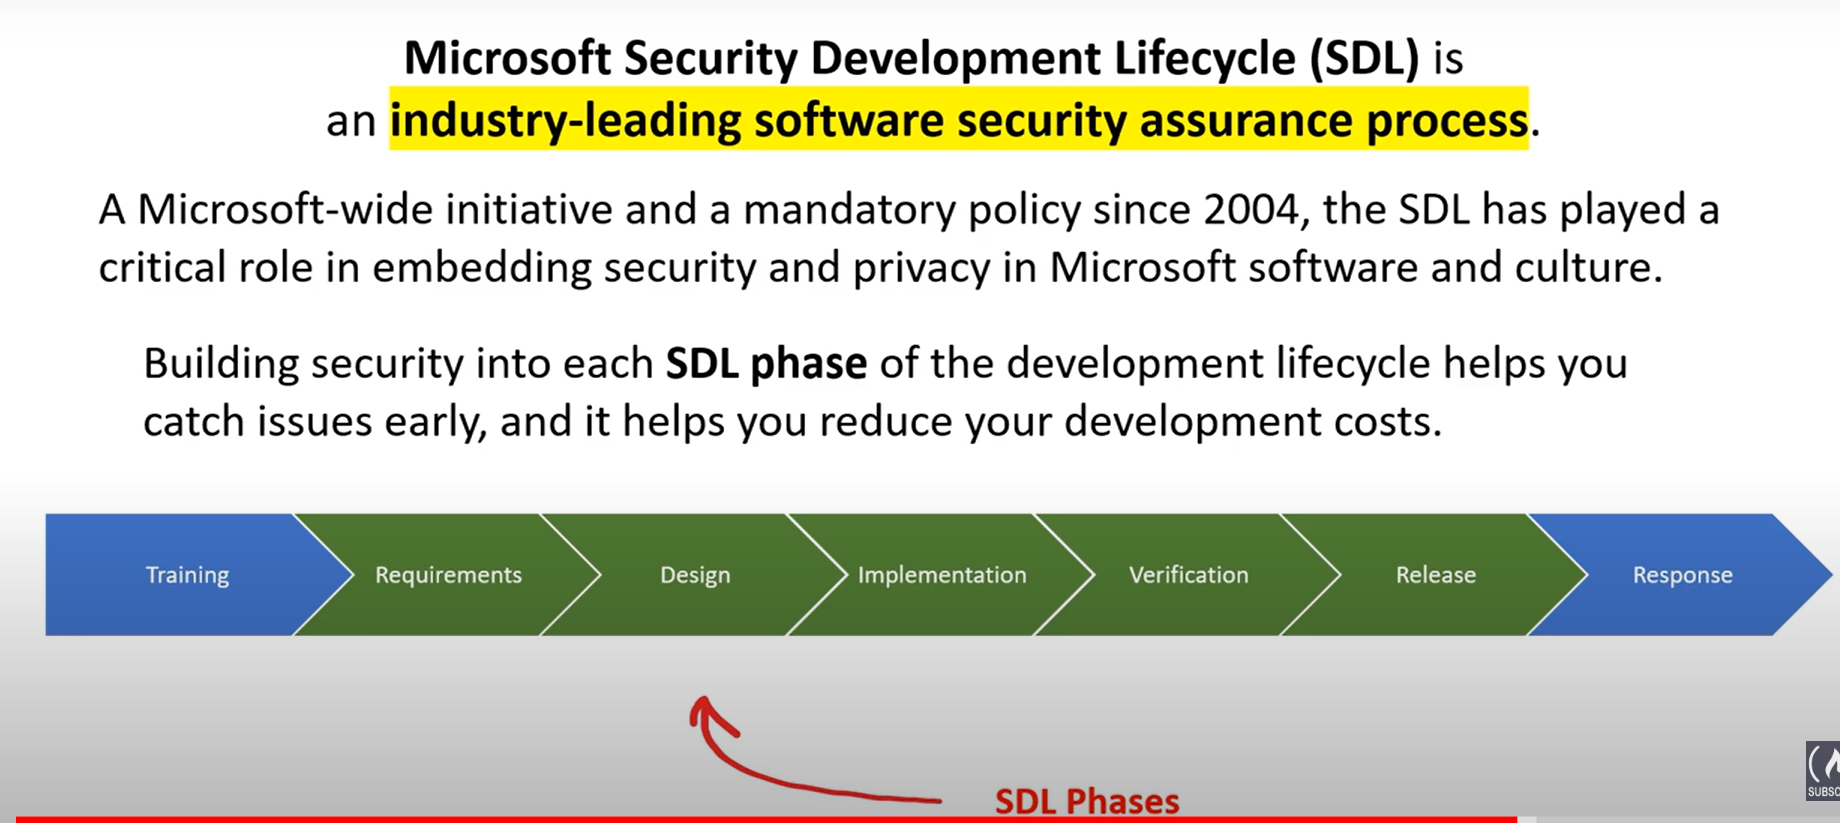 Microsoft Security Development Lifecycle (SDL) is
an industry-leading software security assurance process.
A Microsoft-wide initiative and a mandatory policy since 2004, the SDL has played a
critical role in embedding security and privacy in Microsoft software and culture.
Building security into each SDL phase of the development lifecycle helps you
catch issues early, and it helps you reduce your development costs.
Training
Requirements
Design
Implementation
Verification
Release
Response
SDL Phases
SUBSC